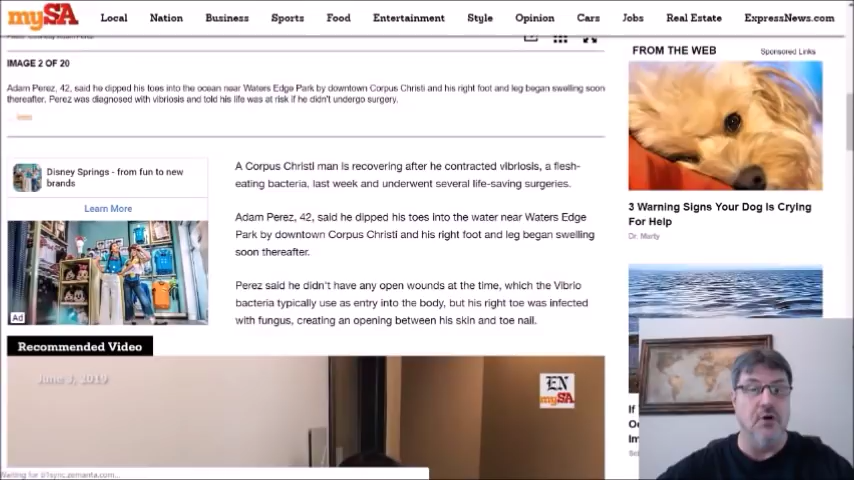 mySA Local Nation Business Sports Food Entertainment Style Opinion Cars Jobs Real Estate ExpressNews.com
IMAGE 2 OF 20
FROM THE WEB
Sponsored Links
Adam Perez, 42, said he dipped his toes into the ocean near Waters Edge Park by downtown Corpus Christi and his right foot and leg began swelling soon
thereafter. Perez was diagnosed with vibriosis and told his life was at risk if he didn't undergo surgery.
Disney Springs - from fun to new
brands
Learn More
Ad
A Corpus Christi man is recovering after he contracted vibriosis, a flesh-
eating bacteria, last week and underwent several life-saving surgeries.
Adam Perez, 42, said he dipped his toes into the water near Waters Edge
Park by downtown Corpus Christi and his right foot and leg began swelling
soon thereafter.
Perez said he didn't have any open wounds at the time, which the Vibrio
bacteria typically use as entry into the body, but his right toe was infected
with fungus, creating an opening between his skin and toe nail.
3 Warning Signs Your Dog Is Crying
For Help
Dr. Marty
If
Recommended Video
June 3, 2019
EN
mySA
Waiting for b1sync.zemanta.com...